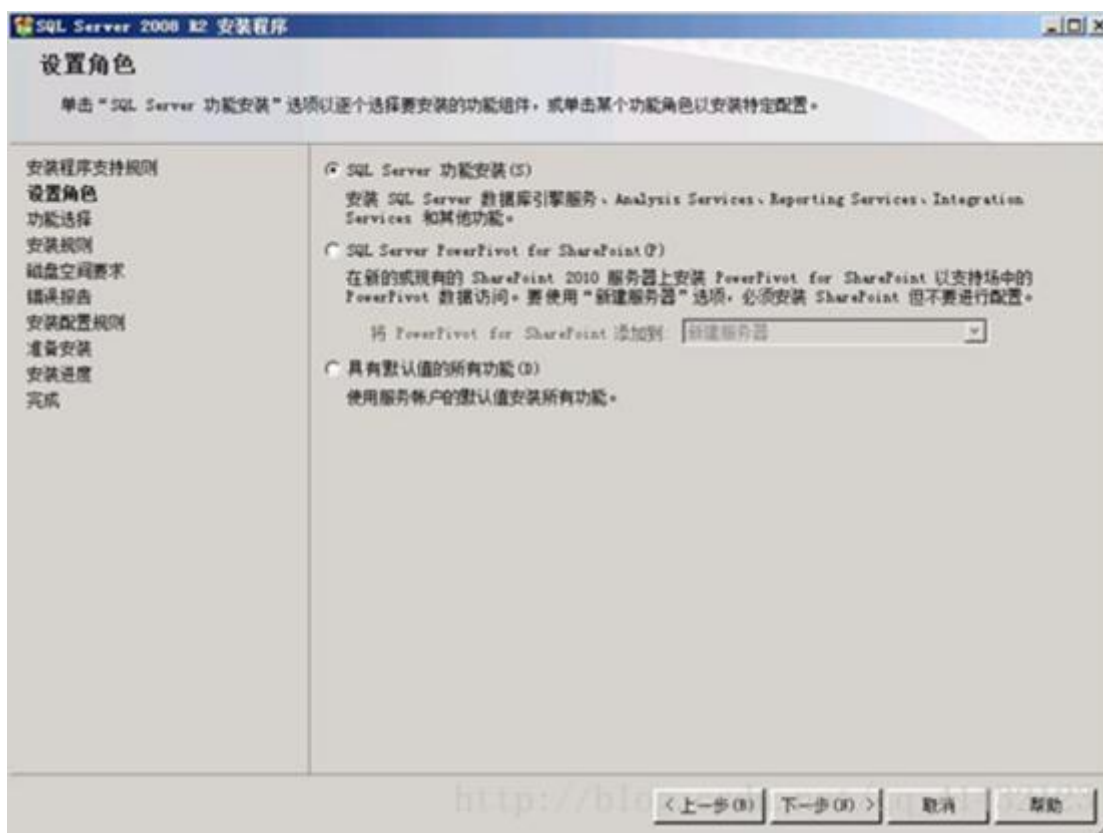 SQL Server 2008 R2 安装程序
设置角色
单击“SQL Server 功能安装”选项以逐个选择要安装的功能组件，或单击某个功能角色以安装特定配置。
安装程序支持规则
设置角色
功能选择
安装规则
磁盘空间要求
错误报告
安装配置规则
准备安装
安装进度
完成
SQL Server 功能安装(S)
安装 SQL Server 数据库引擎服务、Analysis Services、Reporting Services、Integration
Services 和其他功能。
SQL Server PowerPivot for SharePoint(P)
在新的或现有的 SharePoint 2010 服务器上安装 PowerPivot for SharePoint 以支持场中的
PowerPivot 数据访问。要使用“新建服务器”选项，必须安装 SharePoint 但不要进行配置。
将 PowerPivot for SharePoint 添加到: 新建服务器
具有默认值的所有功能(D)
使用服务帐户的默认值安装所有功能。
http://blo
<上一步(B) 下一步(N) > 取消 帮助